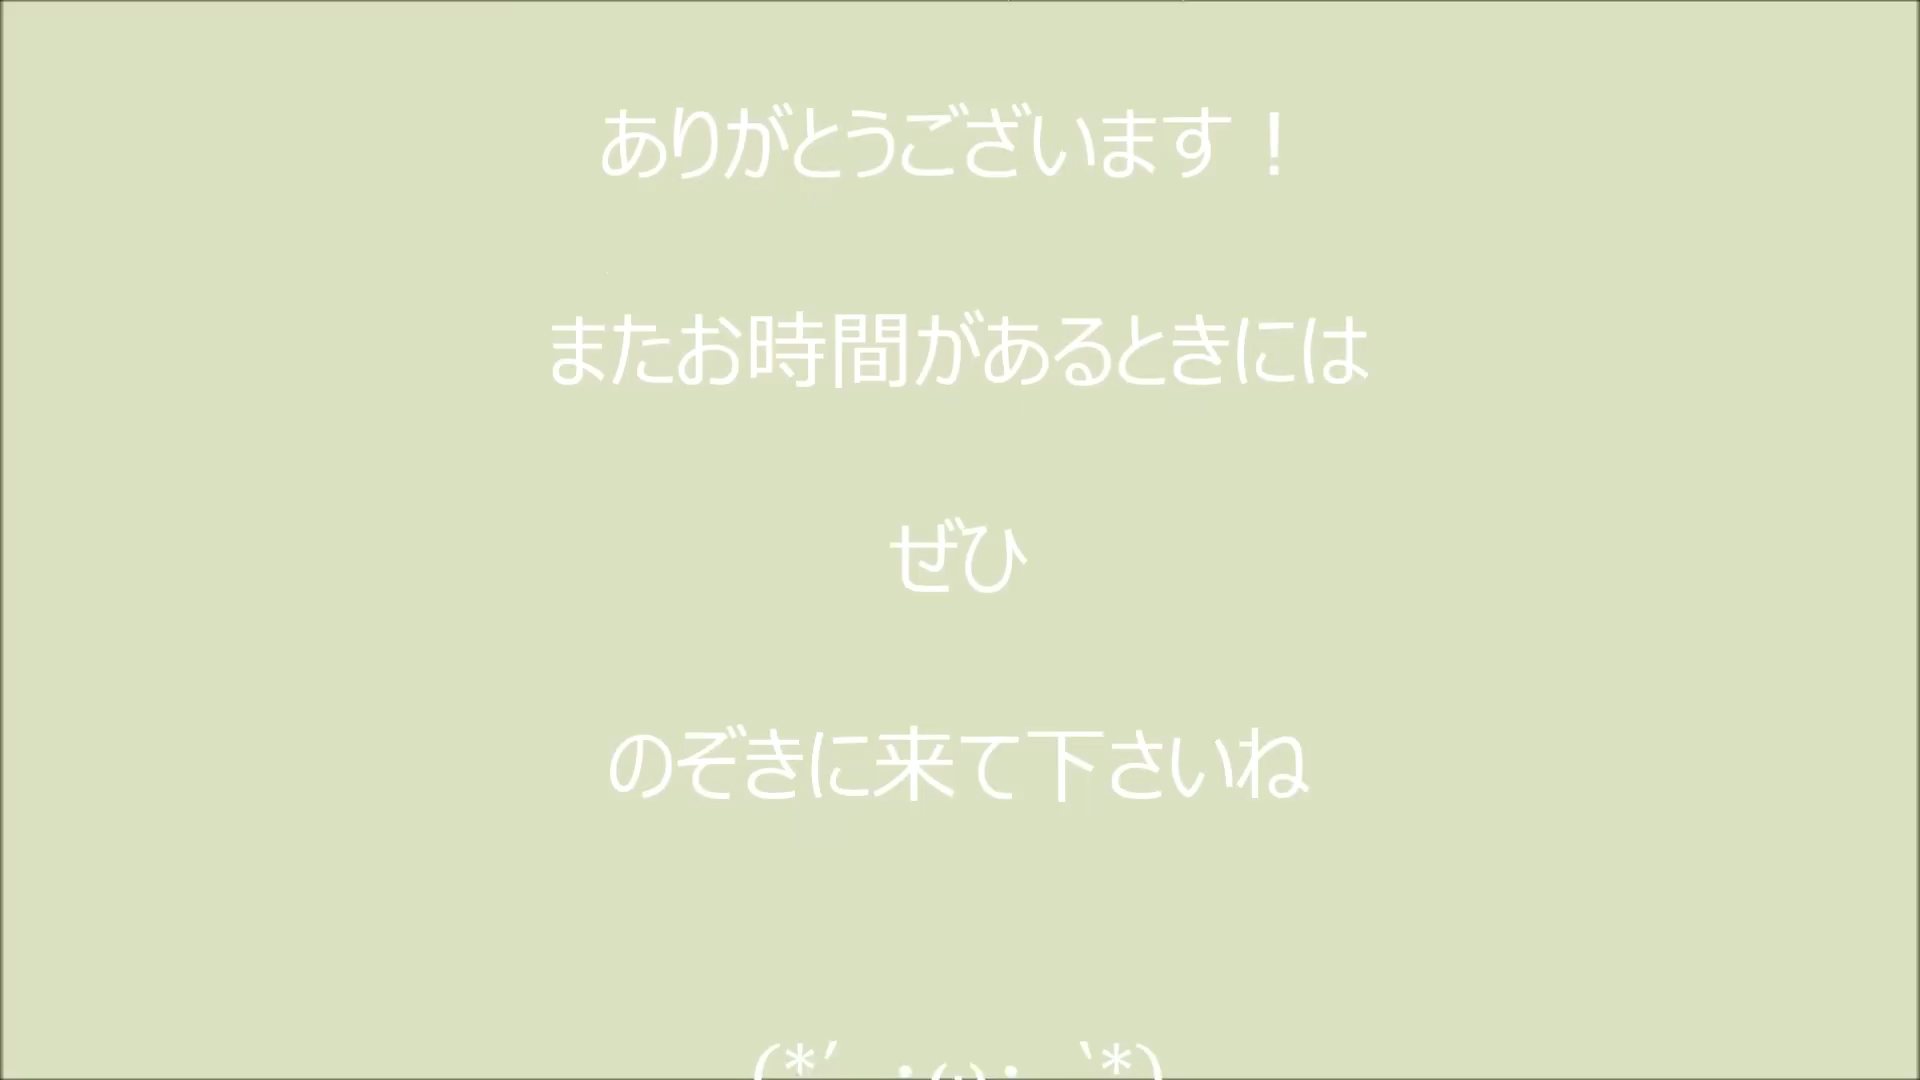 ありがとうございます！
またお時間があるときには
ぜひ
のぞきに来て下さいね
(*´ ･ω･ `*)